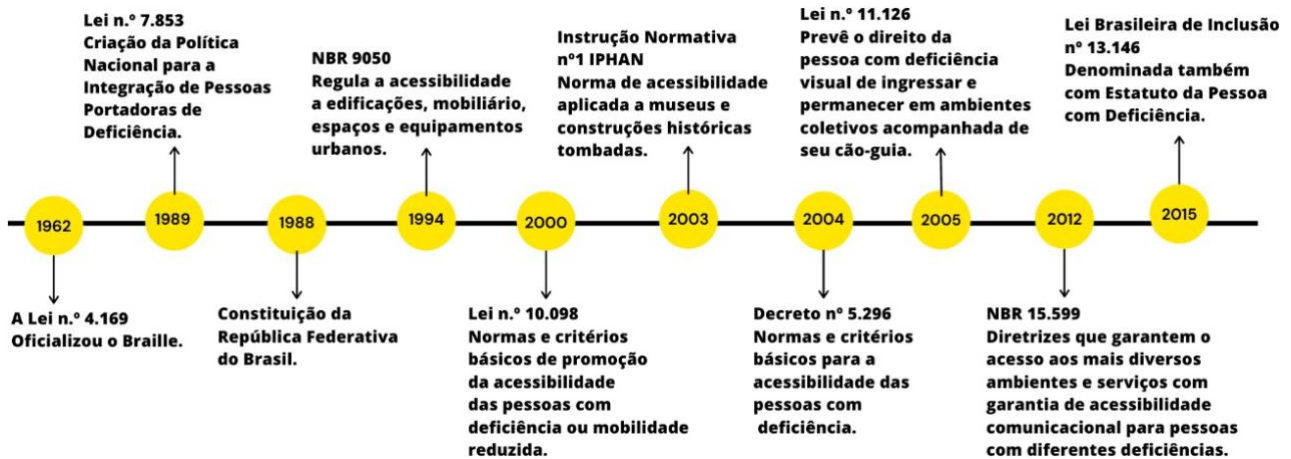 1962
A Lei n.º 4.169
Oficializou o Braille.
Lei n.º 7.853
Criação da Política
Nacional para a
Integração de Pessoas
Portadoras de
Deficiência.
1989
1988
Constituição da
República Federativa
do Brasil.
NBR 9050
Regula a acessibilidade
a edificações, mobiliário,
espaços e equipamentos
urbanos.
1994
2000
Lei n.º 10.098
Normas e critérios
básicos de promoção
da acessibilidade
das pessoas com
deficiência ou mobilidade
reduzida.
Instrução Normativa
nº1 IPHAN
Norma de acessibilidade
aplicada a museus e
construções históricas
tombadas.
2003
2004
Decreto nº 5.296
Normas e critérios
básicos para a
acessibilidade das
pessoas com
deficiência.
Lei n.º 11.126
Prevê o direito da
pessoa com deficiência
visual de ingressar e
permanecer em ambientes
coletivos acompanhada de
seu cão-guia.
2005
2012
NBR 15.599
Diretrizes que garantem o
acesso aos mais diversos
ambientes e serviços com
garantia de acessibilidade
comunicacional para pessoas
com diferentes deficiências.
Lei Brasileira de Inclusão
nº 13.146
Denominada também
com Estatuto da Pessoa
com Deficiência.
2015